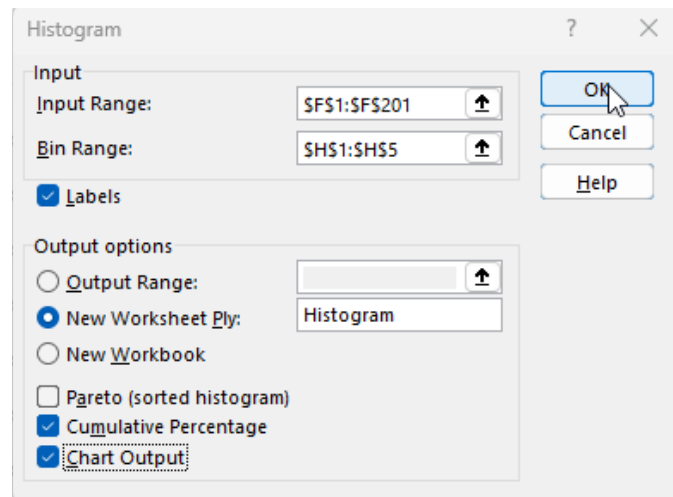 Histogram ? ×
Input
Input Range: $F$1:$F$201
OK
Bin Range: $H$1:$H$5
Cancel
Labels
Help
Output options
Output Range:
New Worksheet Ply: Histogram
New Workbook
Pareto (sorted histogram)
Cumulative Percentage
Chart Output